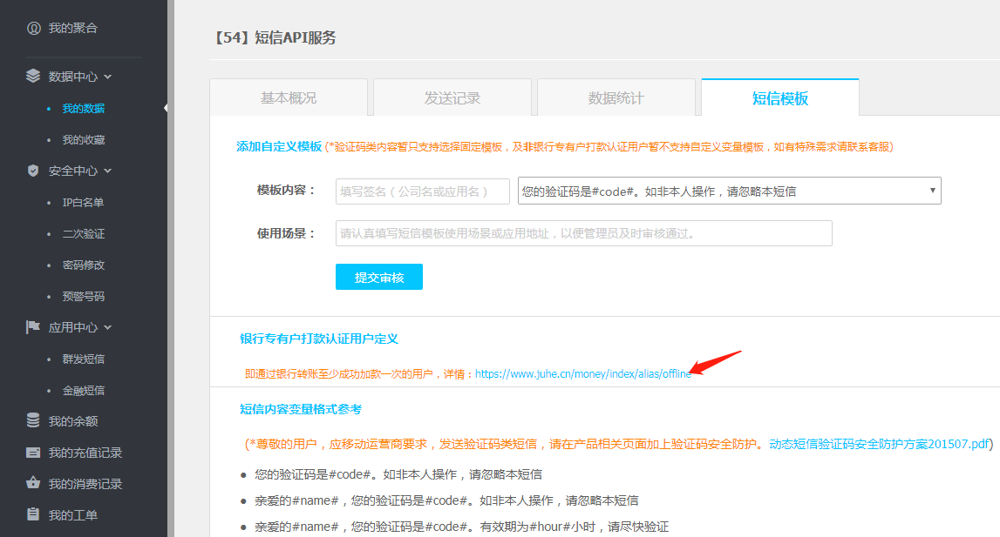 我的聚合
数据中心
我的数据
我的收藏
安全中心
IP白名单
二次验证
密码修改
预警号码
应用中心
群发短信
金融短信
我的余额
我的充值记录
我的消费记录
我的工单
【54】短信API服务
基本概况 发送记录 数据统计 短信模板
添加自定义模板 (*验证码类内容暂只支持选择固定模板，及非银行专有户打款认证用户暂不支持自定义变量模板，如有特殊需求请联系客服)
模板内容： 填写签名（公司名或应用名） 您的验证码是#code#。如非本人操作，请忽略本短信
使用场景： 请认真填写短信模板使用场景或应用地址，以便管理员及时审核通过。
提交审核
银行专有户打款认证用户定义
即通过银行转账至少成功加款一次的用户，详情：https://www.juhe.cn/money/index/alias/offline
短信内容变量格式参考
(*尊敬的用户，应移动运营商要求，发送验证码类短信，请在产品相关页面加上验证码安全防护。动态短信验证码安全防护方案201507.pdf)
● 您的验证码是#code#。如非本人操作，请忽略本短信
● 亲爱的#name#，您的验证码是#code#。如非本人操作，请忽略本短信
● 亲爱的#name#，您的验证码是#code#。有效期为#hour#小时，请尽快验证